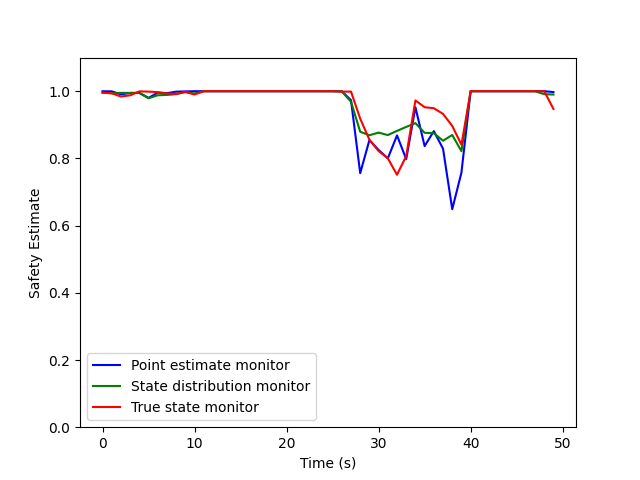 1.0
0.8
0.6
0.4
0.2
0.0
Safety Estimate
Point estimate monitor
State distribution monitor
True state monitor
0 10 20 30 40 50
Time (s)